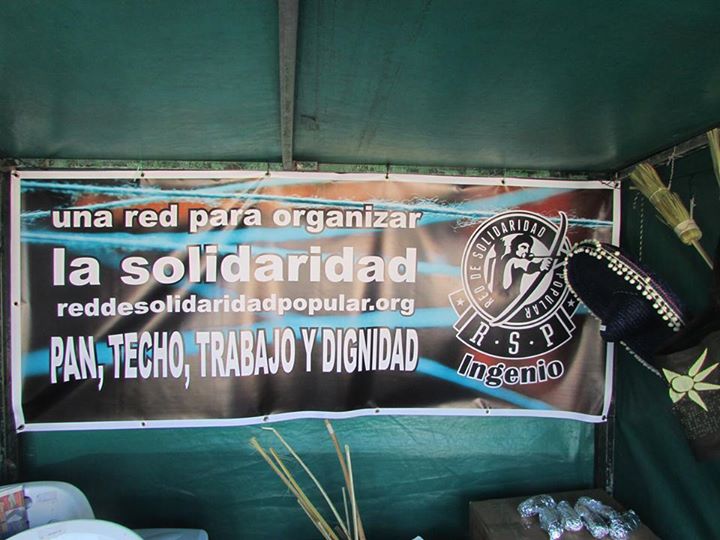 una red para organizar
la solidaridad
reddesolidaridadpopular.org
PAN, TECHO, TRABAJO Y DIGNIDAD
RED DE SOLIDARIDAD POPULAR
R·S·P
Ingenio